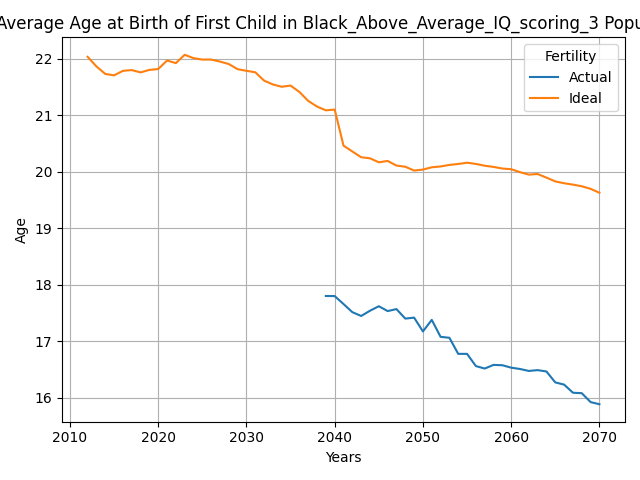 Average Age at Birth of First Child in Black_Above_Average_IQ_scoring_3
Fertility
Actual
Ideal
Age
22
21
20
19
18
17
16
2010 2020 2030 2040 2050 2060 2070
Years